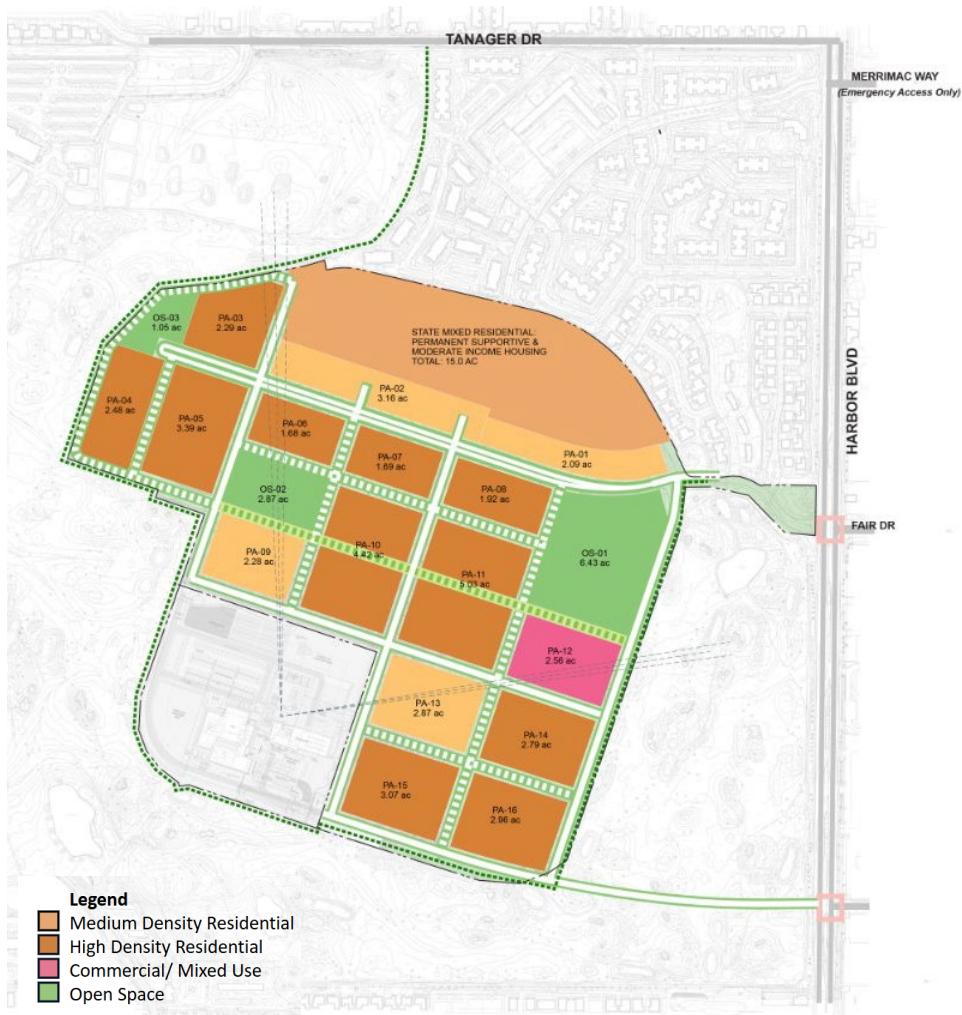 TANAGER DR
MERRIMAC WAY
(Emergency Access Only)
HARBOR BLVD
FAIR DR
STATE MIXED RESIDENTIAL:
PERMANENT SUPPORTIVE &
MODERATE INCOME HOUSING
TOTAL: 15.0 AC
OS-03
1.05 ac
PA-03
2.29 ac
PA-04
2.48 ac
PA-05
3.39 ac
PA-02
3.16 ac
PA-01
2.09 ac
PA-06
1.68 ac
PA-07
1.69 ac
PA-08
1.92 ac
OS-02
2.87 ac
OS-01
6.43 ac
PA-09
2.28 ac
PA-10
4.42 ac
PA-11
5.03 ac
PA-12
2.56 ac
PA-13
2.87 ac
PA-14
2.79 ac
PA-15
3.07 ac
PA-16
2.96 ac
Legend
Medium Density Residential
High Density Residential
Commercial/ Mixed Use
Open Space